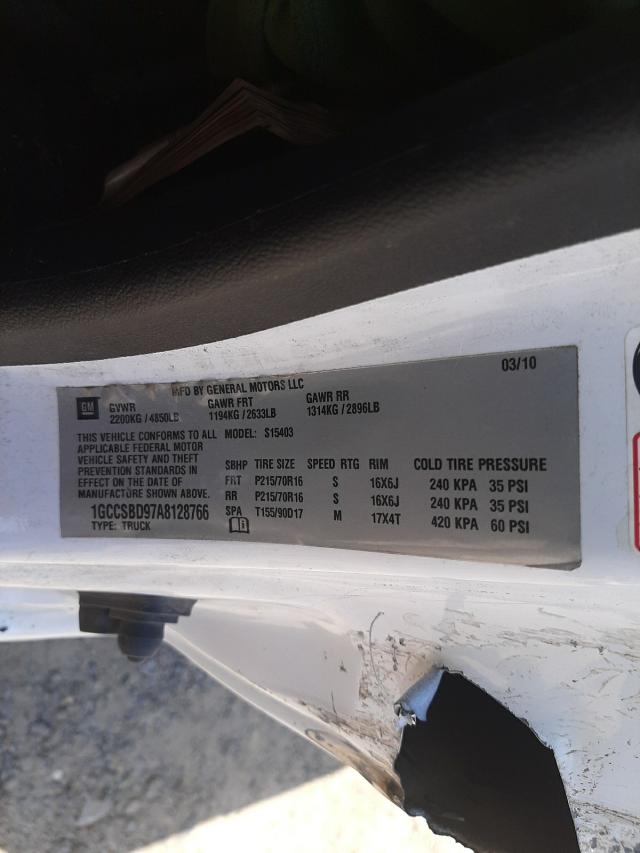 MFD BY GENERAL MOTORS LLC 03/10
GM GVWR GAWR FRT GAWR RR
2200KG / 4850LB 1194KG / 2633LB 1314KG / 2896LB
THIS VEHICLE CONFORMS TO ALL MODEL: S15403
APPLICABLE FEDERAL MOTOR
VEHICLE SAFETY AND THEFT
PREVENTION STANDARDS IN
EFFECT ON THE DATE OF
MANUFACTURE SHOWN ABOVE.
1GCCSBD97A8128766
TYPE: TRUCK
SBHP TIRE SIZE SPEED RTG RIM COLD TIRE PRESSURE
FRT P215/70R16 S 16X6J 240 KPA 35 PSI
RR P215/70R16 S 16X6J 240 KPA 35 PSI
SPA T155/90D17 M 17X4T 420 KPA 60 PSI